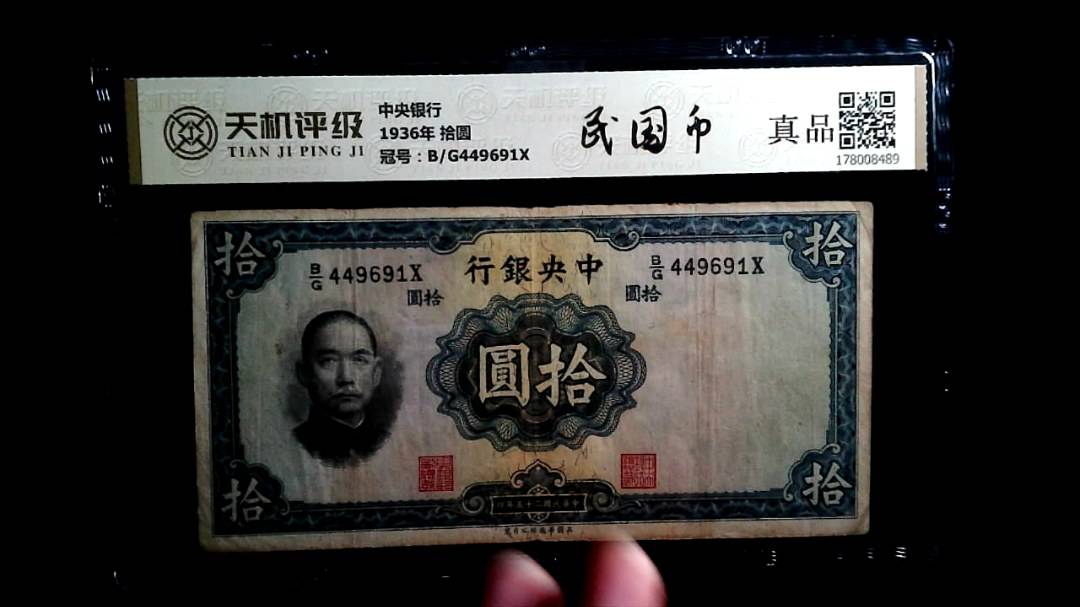 天机评级
TIAN JI PING JI
中央银行
1936年 拾圆
冠号：B/G449691X
民国币
真品
178008489
拾
拾
B/G 449691X
行銀央中
B/G 449691X
圓拾
圓拾
圓拾
拾
拾